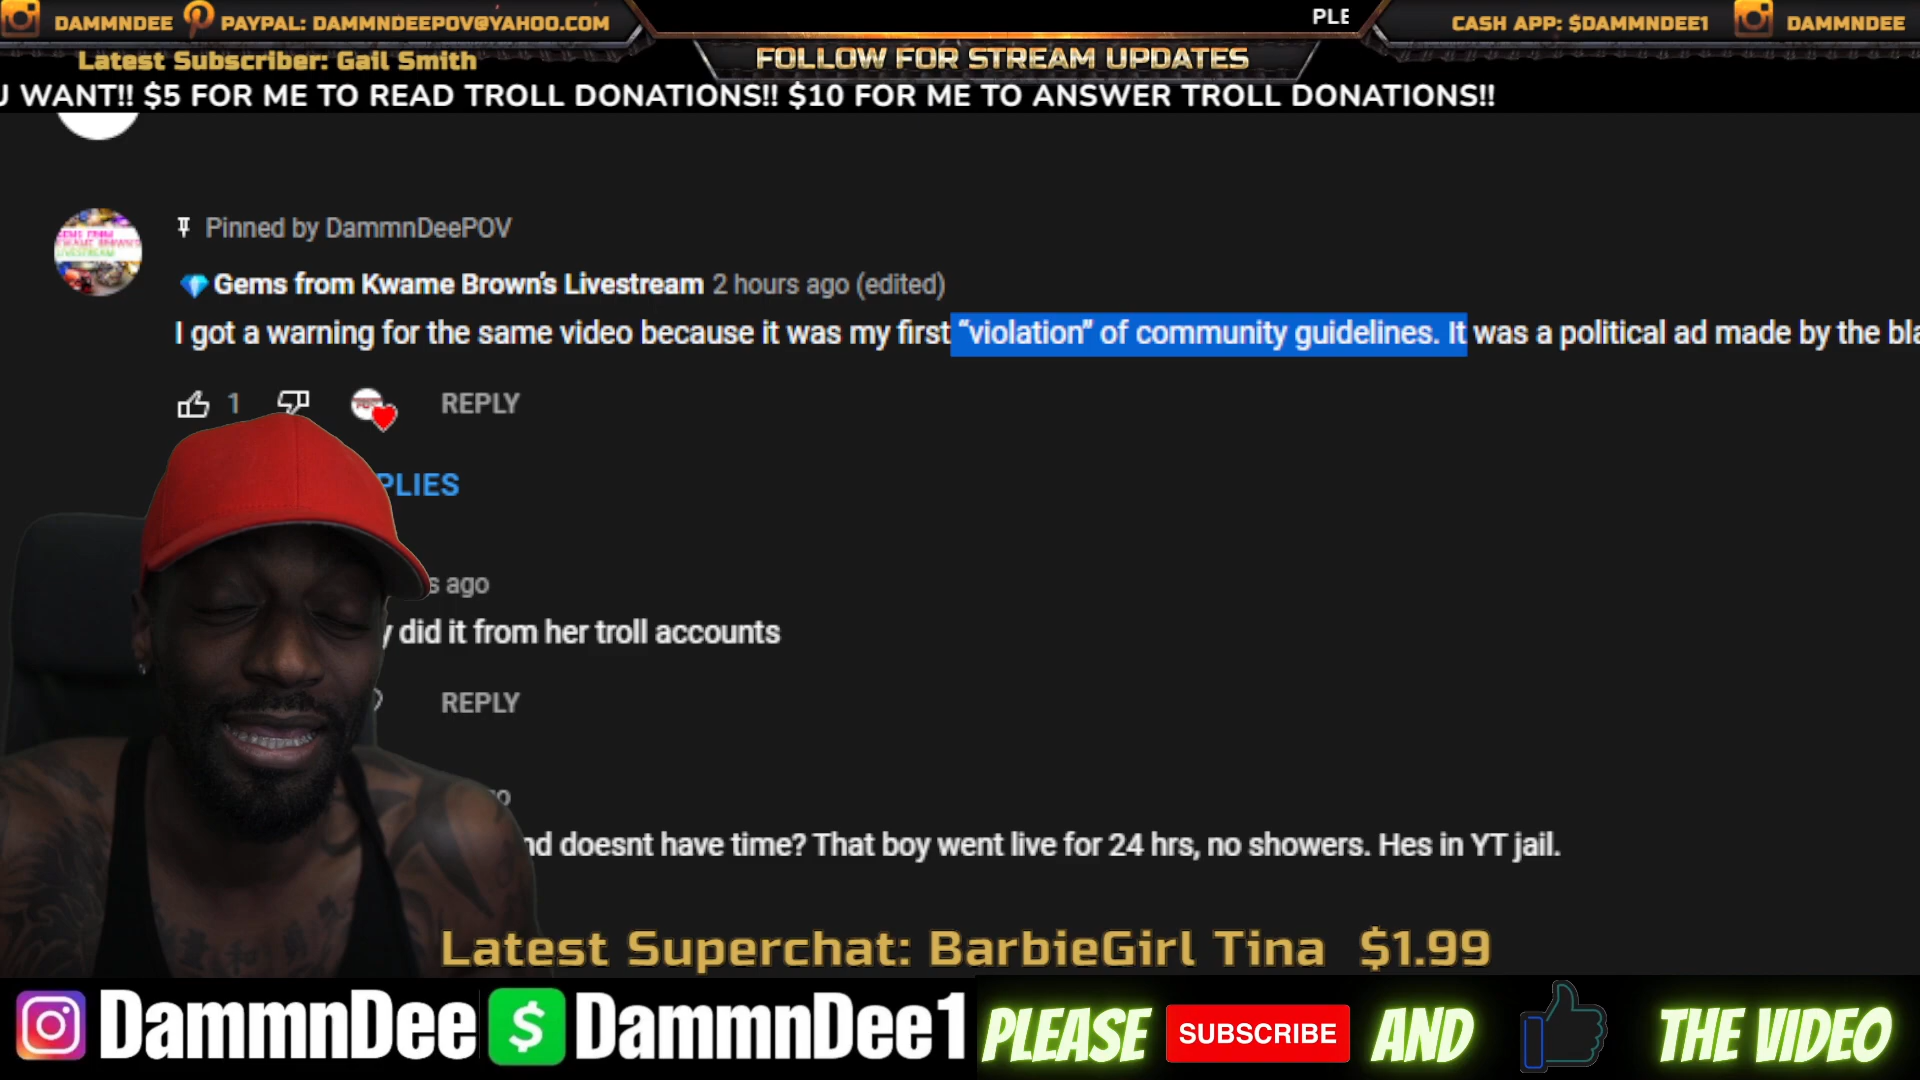 DAMMNDEE PAYPAL: DAMMNDEEPOV@YAHOO.COM
PLE
CASH APP: $DAMMNDEE1 DAMMNDEE
Latest Subscriber: Gail Smith
FOLLOW FOR STREAM UPDATES
U WANT!! $5 FOR ME TO READ TROLL DONATIONS!! $10 FOR ME TO ANSWER TROLL DONATIONS!!
Pinned by DammnDeePOV
GEMS FROM KWAME BROWN'S LIVESTREAM
Gems from Kwame Brown's Livestream 2 hours ago (edited)
I got a warning for the same video because it was my first “violation” of community guidelines. It was a political ad made by the bla
1 REPLY
PLIES
s ago
y did it from her troll accounts
REPLY
nd doesnt have time? That boy went live for 24 hrs, no showers. Hes in YT jail.
Latest Superchat: BarbieGirl Tina $1.99
DammnDee $ DammnDee1 PLEASE SUBSCRIBE AND THE VIDEO